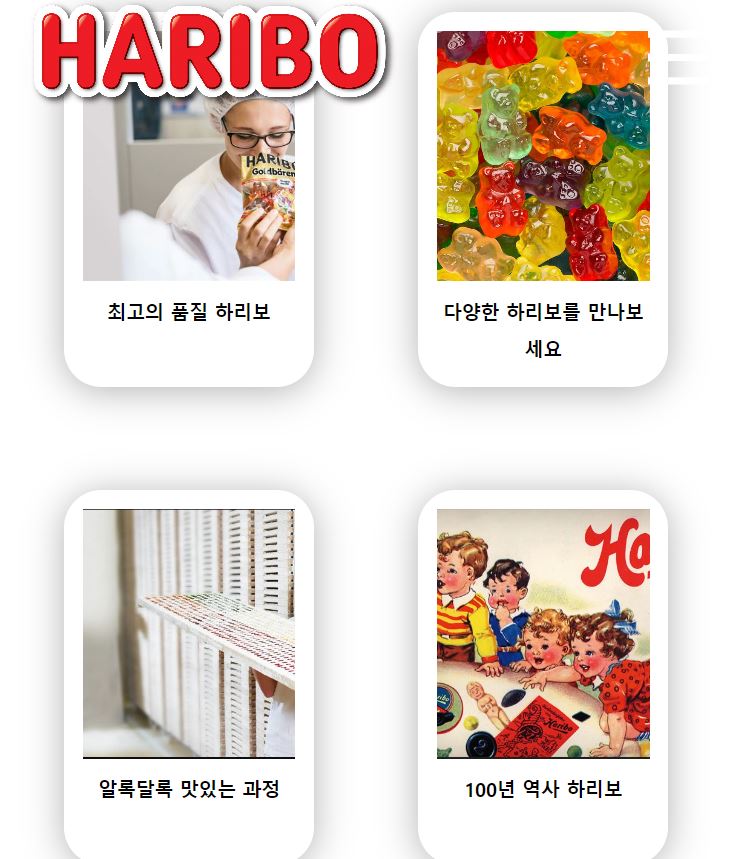 HARIBO
HARIBO
Goldbären
최고의 품질 하리보
다양한 하리보를 만나보
세요
Ha
Haribo
알록달록 맛있는 과정
100년 역사 하리보